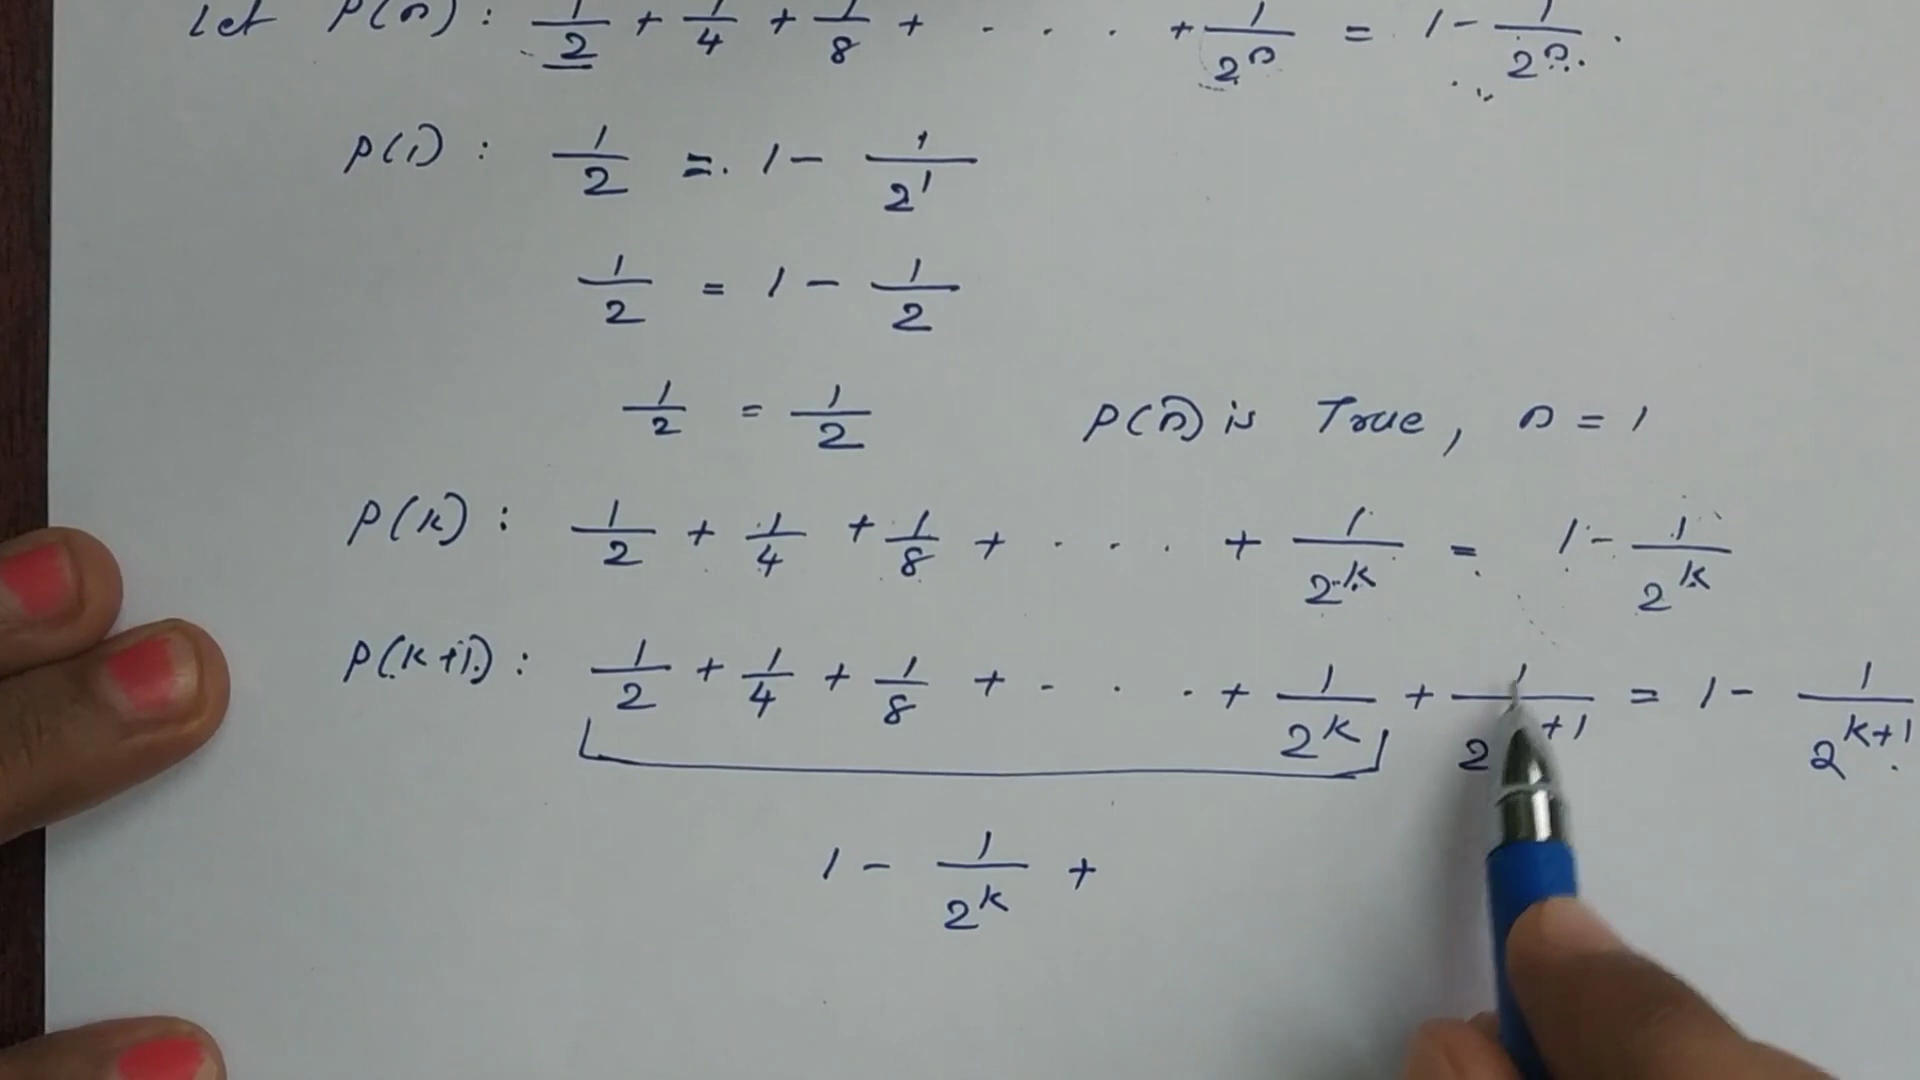 Let P(n): 1/2 + 1/4 + 1/8 + . . . + 1/2^n = 1 - 1/2^n .
P(1) : 1/2 = 1 - 1/2^1
1/2 = 1 - 1/2
1/2 = 1/2 P(n) is True, n = 1
P(k) : 1/2 + 1/4 + 1/8 + . . . + 1/2^k = 1 - 1/2^k
P(k+1) : 1/2 + 1/4 + 1/8 + . . . + 1/2^k + 1/2 +1 = 1 - 1/2^k+1 .
1 - 1/2^k +